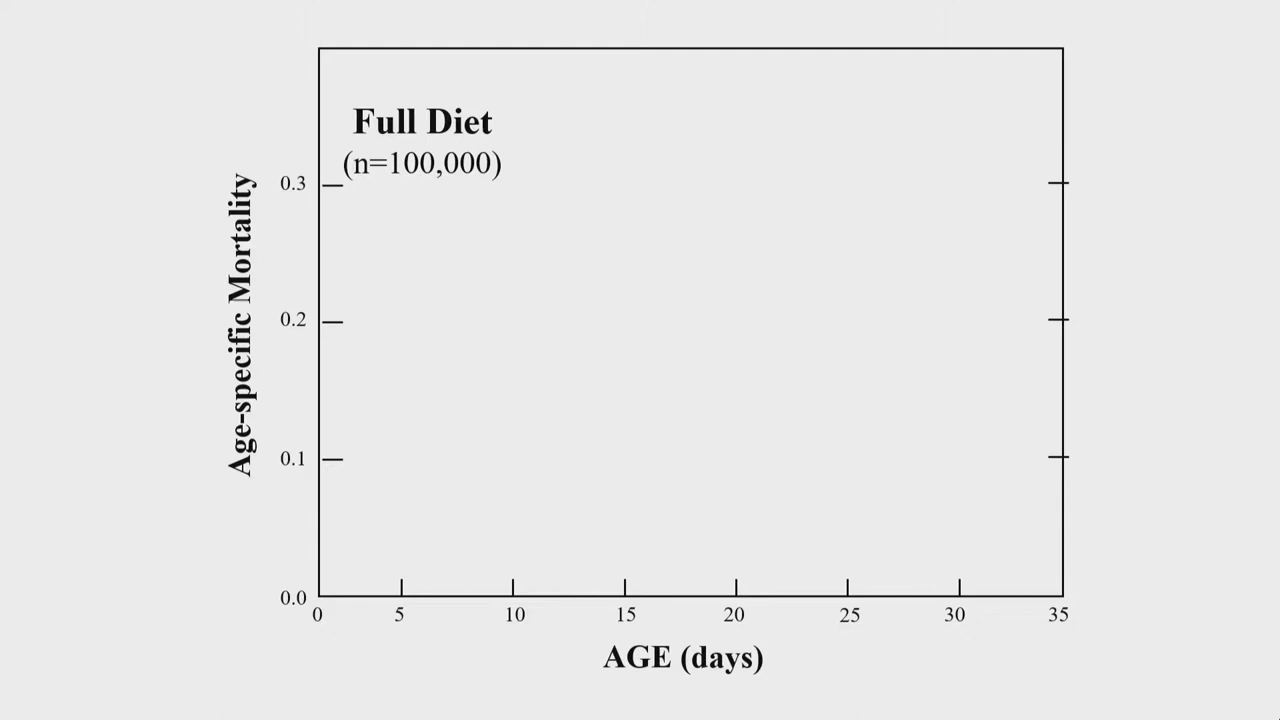 Full Diet
(n=100,000)
Age-specific Mortality
0.3
0.2
0.1
0.0
0 5 10 15 20 25 30 35
AGE (days)